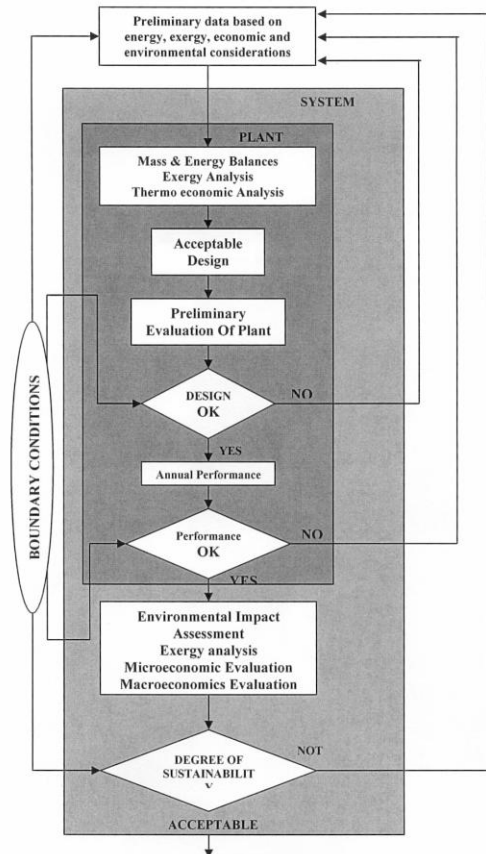 Preliminary data based on
energy, exergy, economic and
environmental considerations
SYSTEM
PLANT
Mass & Energy Balances
Exergy Analysis
Thermo economic Analysis
Acceptable
Design
Preliminary
Evaluation Of Plant
DESIGN
OK
NO
YES
Annual Performance
BOUNDARY CONDITIONS
Performance
OK
NO
YES
Environmental Impact
Assessment
Exergy analysis
Microeconomic Evaluation
Macroeconomics Evaluation
DEGREE OF
SUSTAINABILIT
Y
NOT
ACCEPTABLE